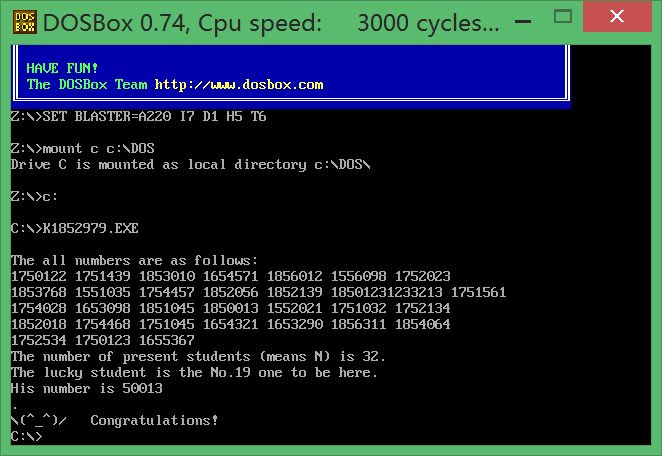 DOSBox 0.74, Cpu speed: 3000 cycles...
HAVE FUN!
The DOSBox Team http://www.dosbox.com
Z:\>SET BLASTER=A220 I7 D1 H5 T6
Z:\>mount c c:\DOS
Drive C is mounted as local directory c:\DOS\
Z:\>c:
C:\>K1852979.EXE
The all numbers are as follows:
1750122 1751439 1853010 1654571 1856012 1556098 1752023
1853768 1551035 1754457 1852056 1852139 18501231233213 1751561
1754028 1653098 1851045 1850013 1552021 1751032 1752134
1852018 1754468 1751045 1654321 1653290 1856311 1854064
1752534 1750123 1655367
The number of present students (means N) is 32.
The lucky student is the No.19 one to be here.
His number is 50013
.
\(^_^)/ Congratulations!
C:\>